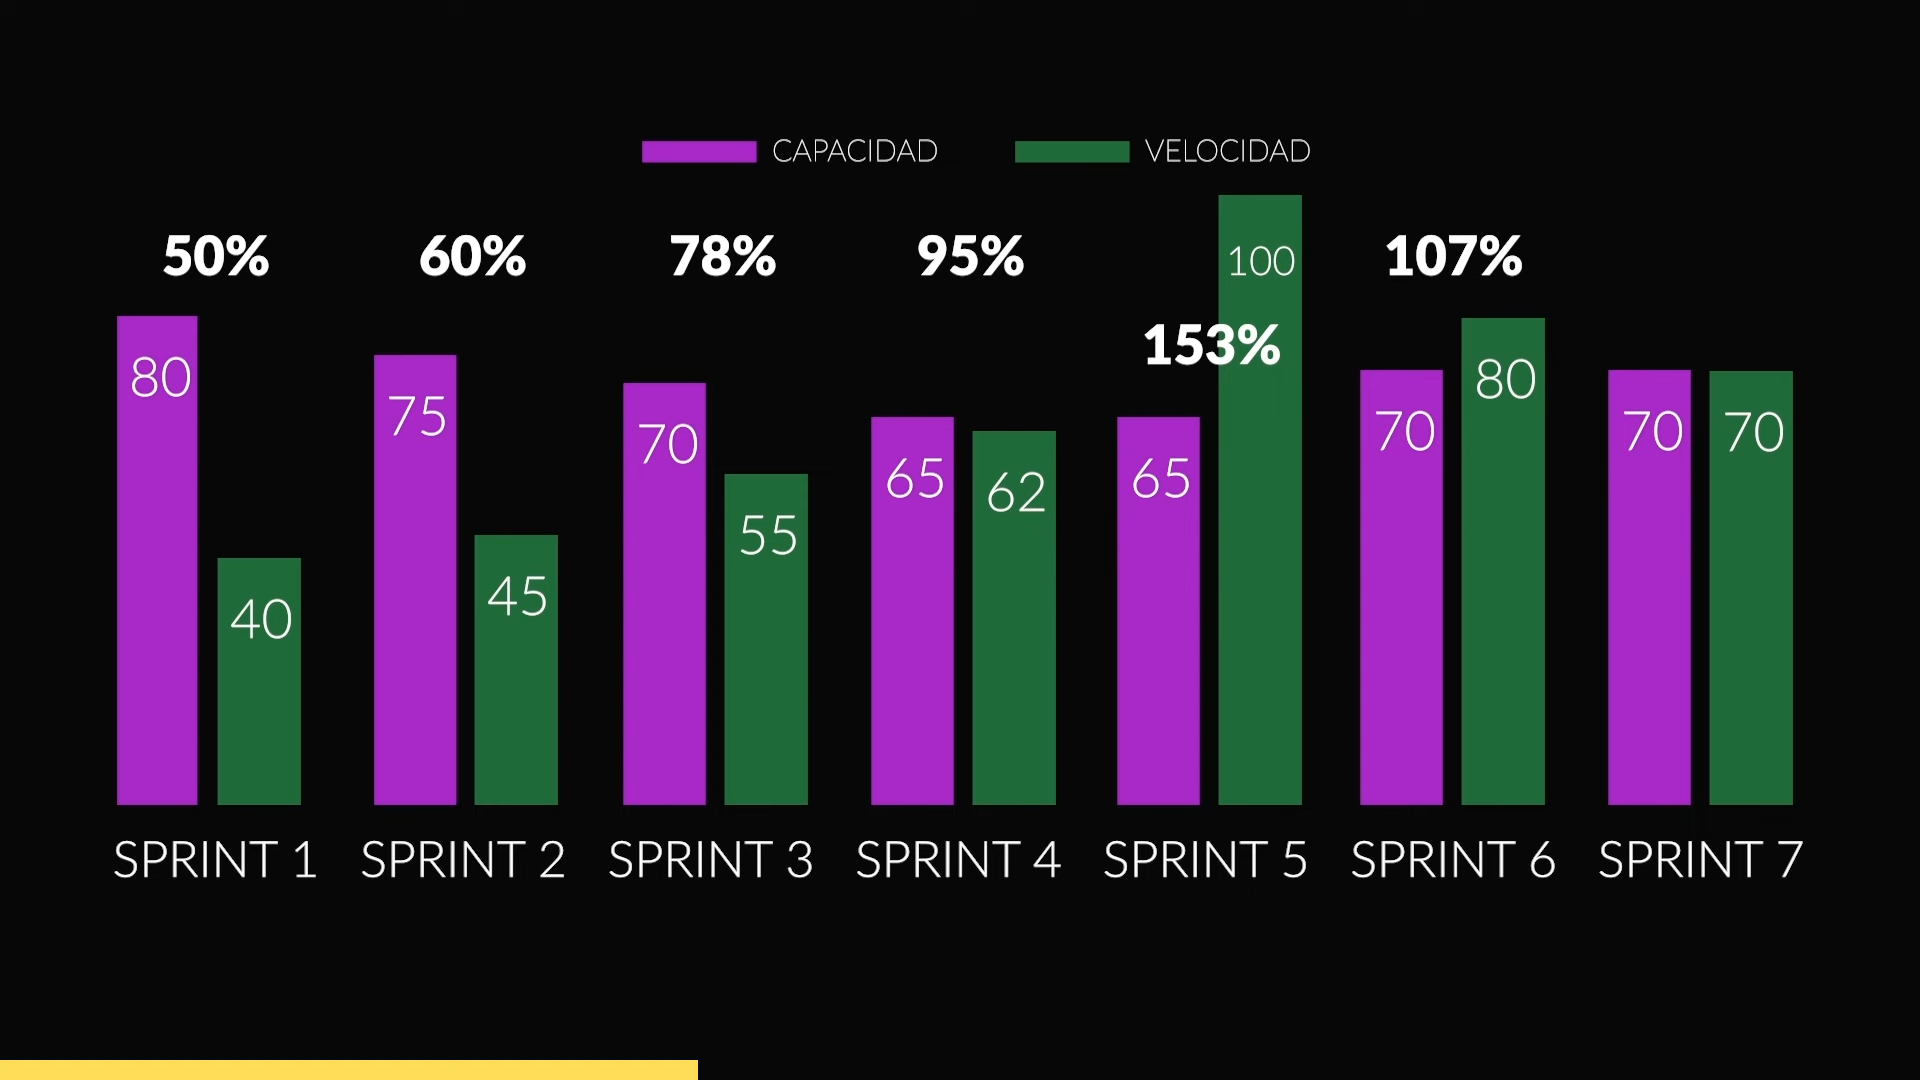 CAPACIDAD VELOCIDAD
50% 60% 78% 95% 100 107%
153%
80 75 70 65 65 70 80 70 70
40 45 55 62
SPRINT 1 SPRINT 2 SPRINT 3 SPRINT 4 SPRINT 5 SPRINT 6 SPRINT 7